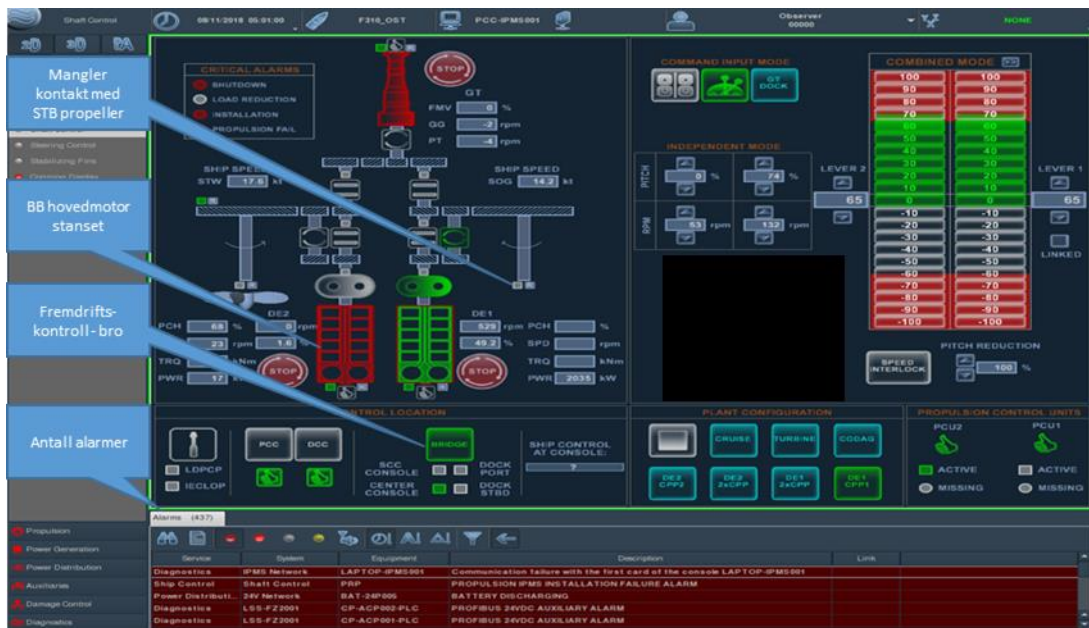 Shaft Control
08/11/2018 05:01:00
F310_OST
PCC-IPMS001
Observer
60000
NONE
2D
3D
Mangler
kontakt med
STB propeller
BB hovedmotor
stanset
Fremdrifts-
kontroll - bro
Antall alarmer
Steering Control
Stabilizing Fins
Common Display
Propulsion
Power Generation
Power Distribution
Auxiliaries
Damage Control
Diagnostics
CRITICAL ALARMS
SHUTDOWN
LOAD REDUCTION
INSTALLATION
PROPULSION FAIL
STOP
GT
FMV 0 %
GG -2 rpm
PT -4 rpm
SHIP SPEED
STW 17.5 kt
SHIP SPEED
SOG 14.2 kt
DE2
DE1
PCH 68 %
0 rpm
529 rpm
PCH %
23 rpm
1.6 %
49.2 %
SPD rpm
TRQ kNm
STOP
STOP
TRQ kNm
PWR 17
PWR 2035 kW
COMMAND INPUT MODE
GT
DOCK
INDEPENDENT MODE
PITCH
0 %
74 %
RPM
53 rpm
132 rpm
COMBINED MODE
100 100
90 90
80 80
70 70
60 60
50 50
40 40
30 30
20 20
10 10
0 0
-10 -10
-20 -20
-30 -30
-40 -40
-50 -50
-60 -60
-70 -70
-80 -80
-90 -90
-100 -100
LEVER 2
65
LEVER 1
65
LINKED
SPEED
INTERLOCK
PITCH REDUCTION
100 %
CONTROL LOCATION
LDPCP
IECLOP
PCC
DCC
BRIDGE
SCC
CONSOLE
DOCK
PORT
CENTER
CONSOLE
DOCK
STBD
SHIP CONTROL
AT CONSOLE:
?
PLANT CONFIGURATION
CRUISE
TURBINE
CODAG
DE2
CPP2
DE2
2xCPP
DE1
2xCPP
DE1
CPP1
PROPULSION CONTROL UNITS
PCU2
PCU1
ACTIVE
ACTIVE
MISSING
MISSING
Alarms (437)
Service System Equipment Description Link
Diagnostics IPMS Network LAPTOP-IPMS901 Communication failure with the first card of the console LAPTOP-IPMS901
Ship Control Shaft Control PRP PROPULSION IPMS INSTALLATION FAILURE ALARM
Power Distributi... 24V Network BAT-24P005 BATTERY DISCHARGING
Diagnostics LSS-FZ2001 CP-ACP002-PLC PROFIBUS 24VDC AUXILIARY ALARM
Diagnostics LSS-FZ2001 CP-ACP001-PLC PROFIBUS 24VDC AUXILIARY ALARM